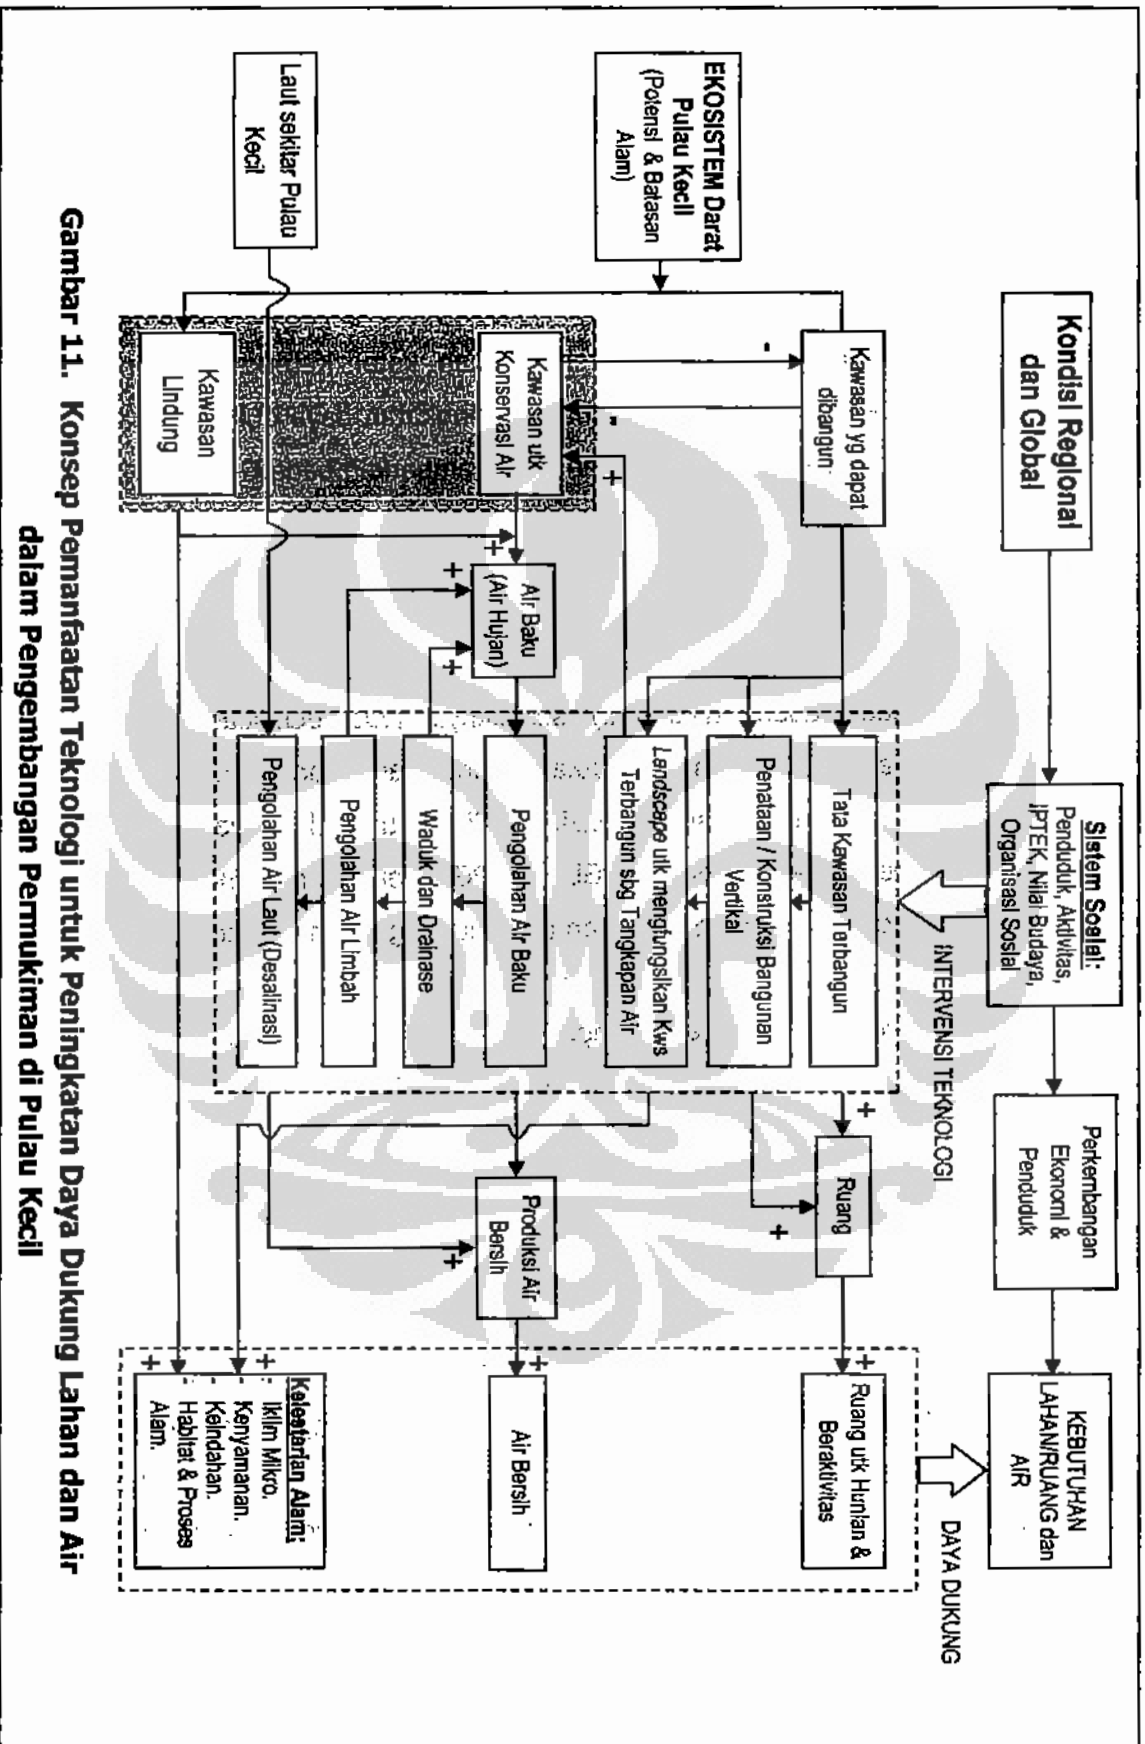 Kondisi Regional
dan Global
Sistem Sosial:
Penduduk, Aktivitas,
IPTEK, Nilai Budaya,
Organisasi Sosial
Perkembangan
Ekonomi &
Penduduk
KEBUTUHAN
LAHAN/RUANG dan
AIR
INTERVENSI TEKNOLOGI
DAYA DUKUNG
EKOSISTEM Darat
Pulau Kecil
(Potensi & Batasan
Alam)
Kawasan yg dapat
dibangun
-
-
+
Kawasan utk
Konservasi Air
Kawasan
Lindung
Laut sekitar Pulau
Kecil
+
Air Baku
(Air Hujan)
+
+
Tata Kawasan Terbangun
Penataan / Konstruksi Bangunan
Vertikal
Landscape utk mengfungsikan Kws
Terbangun sbg Tangkapan Air
Pengolahan Air Baku
Waduk dan Drainase
Pengolahan Air Limbah
Pengolahan Air Laut (Desalinasi)
+
Ruang
+
Produksi Air
Bersih
+
+
Ruang utk Hunian &
Beraktivitas
+
Air Bersih
+
Kelestarian Alam:
- Iklim Mikro.
- Kenyamanan.
- Keindahan.
- Habitat & Proses
Alam.
+
Gambar 11. Konsep Pemanfaatan Teknologi untuk Peningkatan Daya Dukung Lahan dan Air
dalam Pengembangan Permukiman di Pulau Kecil